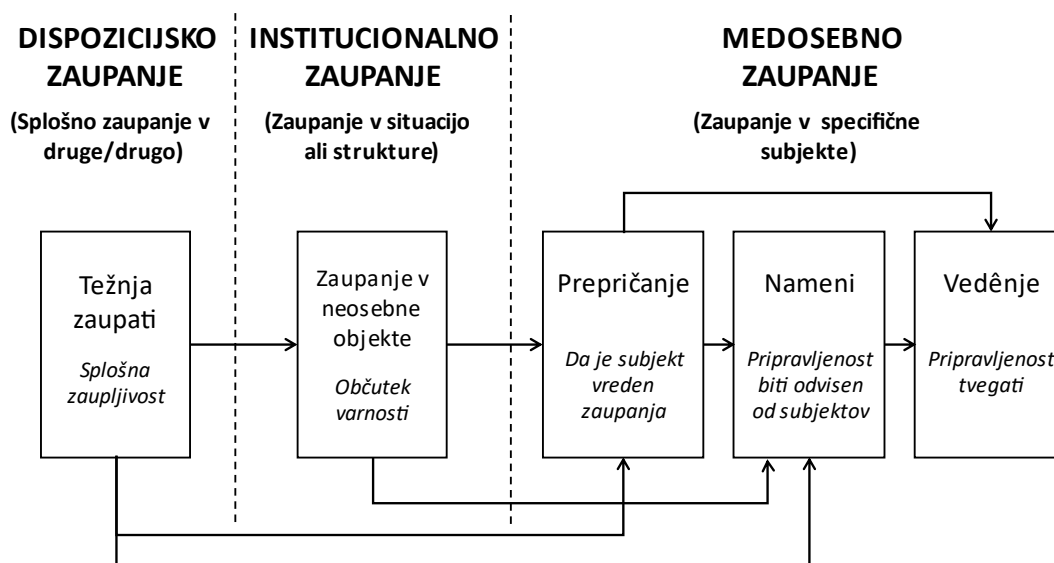 DISPOZICIJSKO
ZAUPANJE
(Splošno zaupanje v
druge/drugo)
INSTITUCIONALNO
ZAUPANJE
(Zaupanje v situacijo
ali strukture)
MEDOSEBNO
ZAUPANJE
(Zaupanje v specifične
subjekte)
Težnja
zaupati
Splošna
zaupljivost
Zaupanje v
neosebne
objekte
Občutek
varnosti
Prepričanje
Da je subjekt
vreden
zaupanja
Nameni
Pripravljenost
biti odvisen
od subjektov
Vedênje
Pripravljenost
tvegati